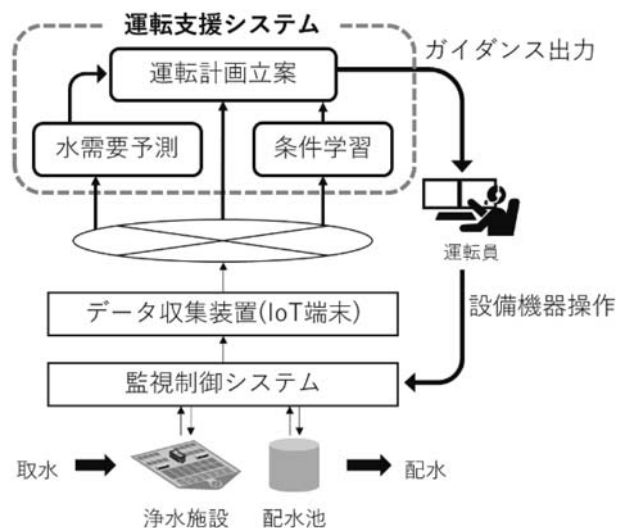 運転支援システム
ガイダンス出力
運転計画立案
水需要予測
条件学習
運転員
データ収集装置(IoT端末)
設備機器操作
監視制御システム
取水
配水
浄水施設
配水池